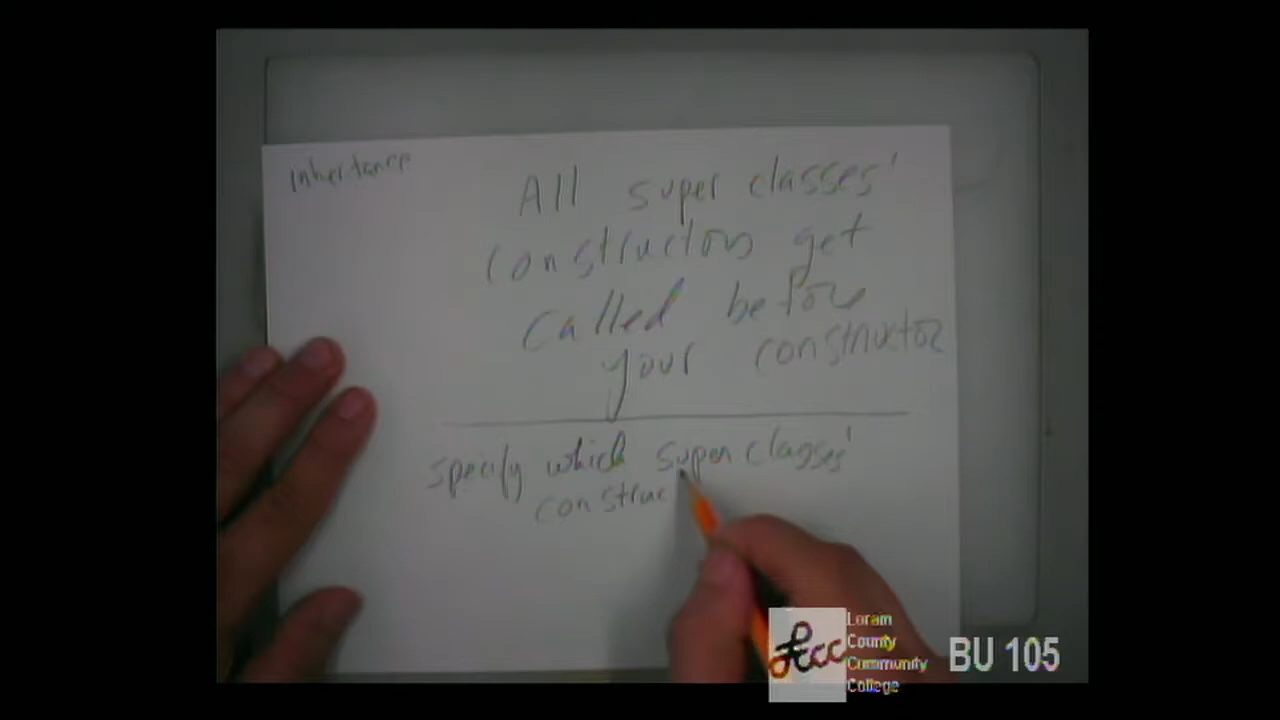 Inheritance
All super classes'
constructors get
called before
your constructor
specify which super classes'
construc
Lorain
County
Community
College
lccc
BU 105